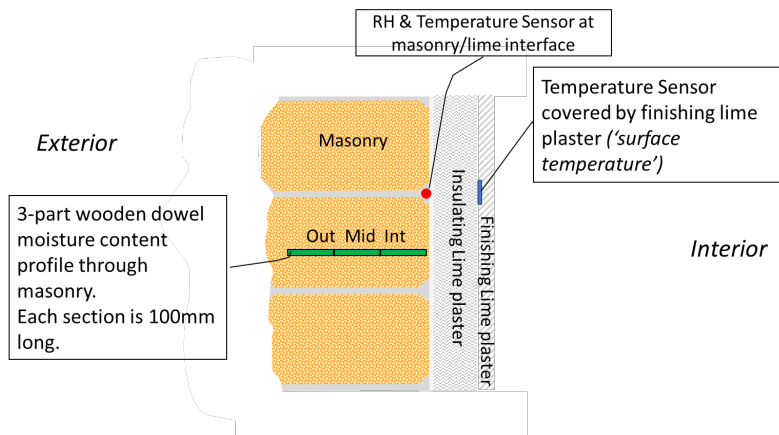 RH & Temperature Sensor at
masonry/lime interface
Temperature Sensor
covered by finishing lime
plaster (‘surface
temperature’)
Exterior
Masonry
Insulating Lime plaster
Finishing Lime plaster
3-part wooden dowel
moisture content
profile through
masonry.
Each section is 100mm
long.
Out Mid Int
Interior